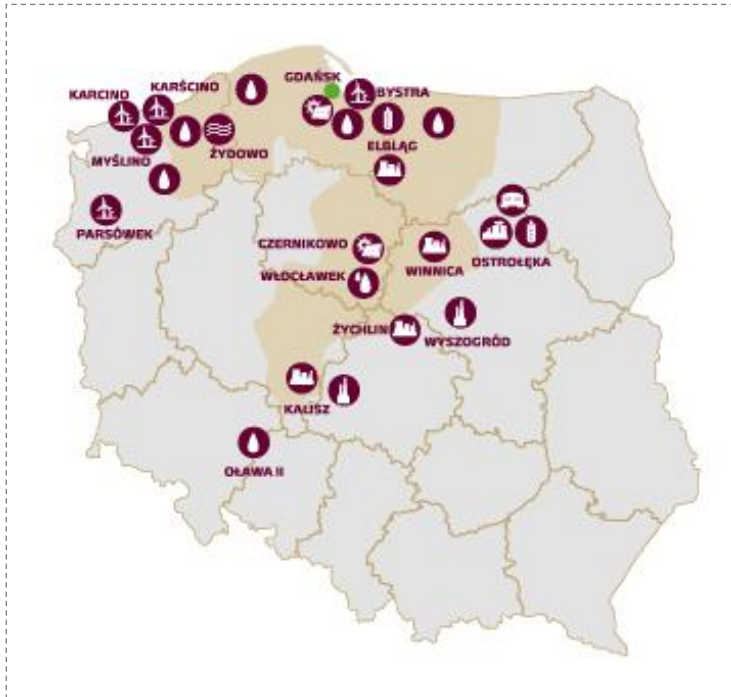 GDAŃSK
KARŚCINO
KARCINO
BYSTRA
ELBLĄG
ŻYDOWO
MYŚLINO
PARSÓWEK
CZERNIKOWO
WINNICA
OSTROŁĘKA
WŁOCŁAWEK
ŻYCHLIN
WYSZOGRÓD
KALISZ
OŁAWA II